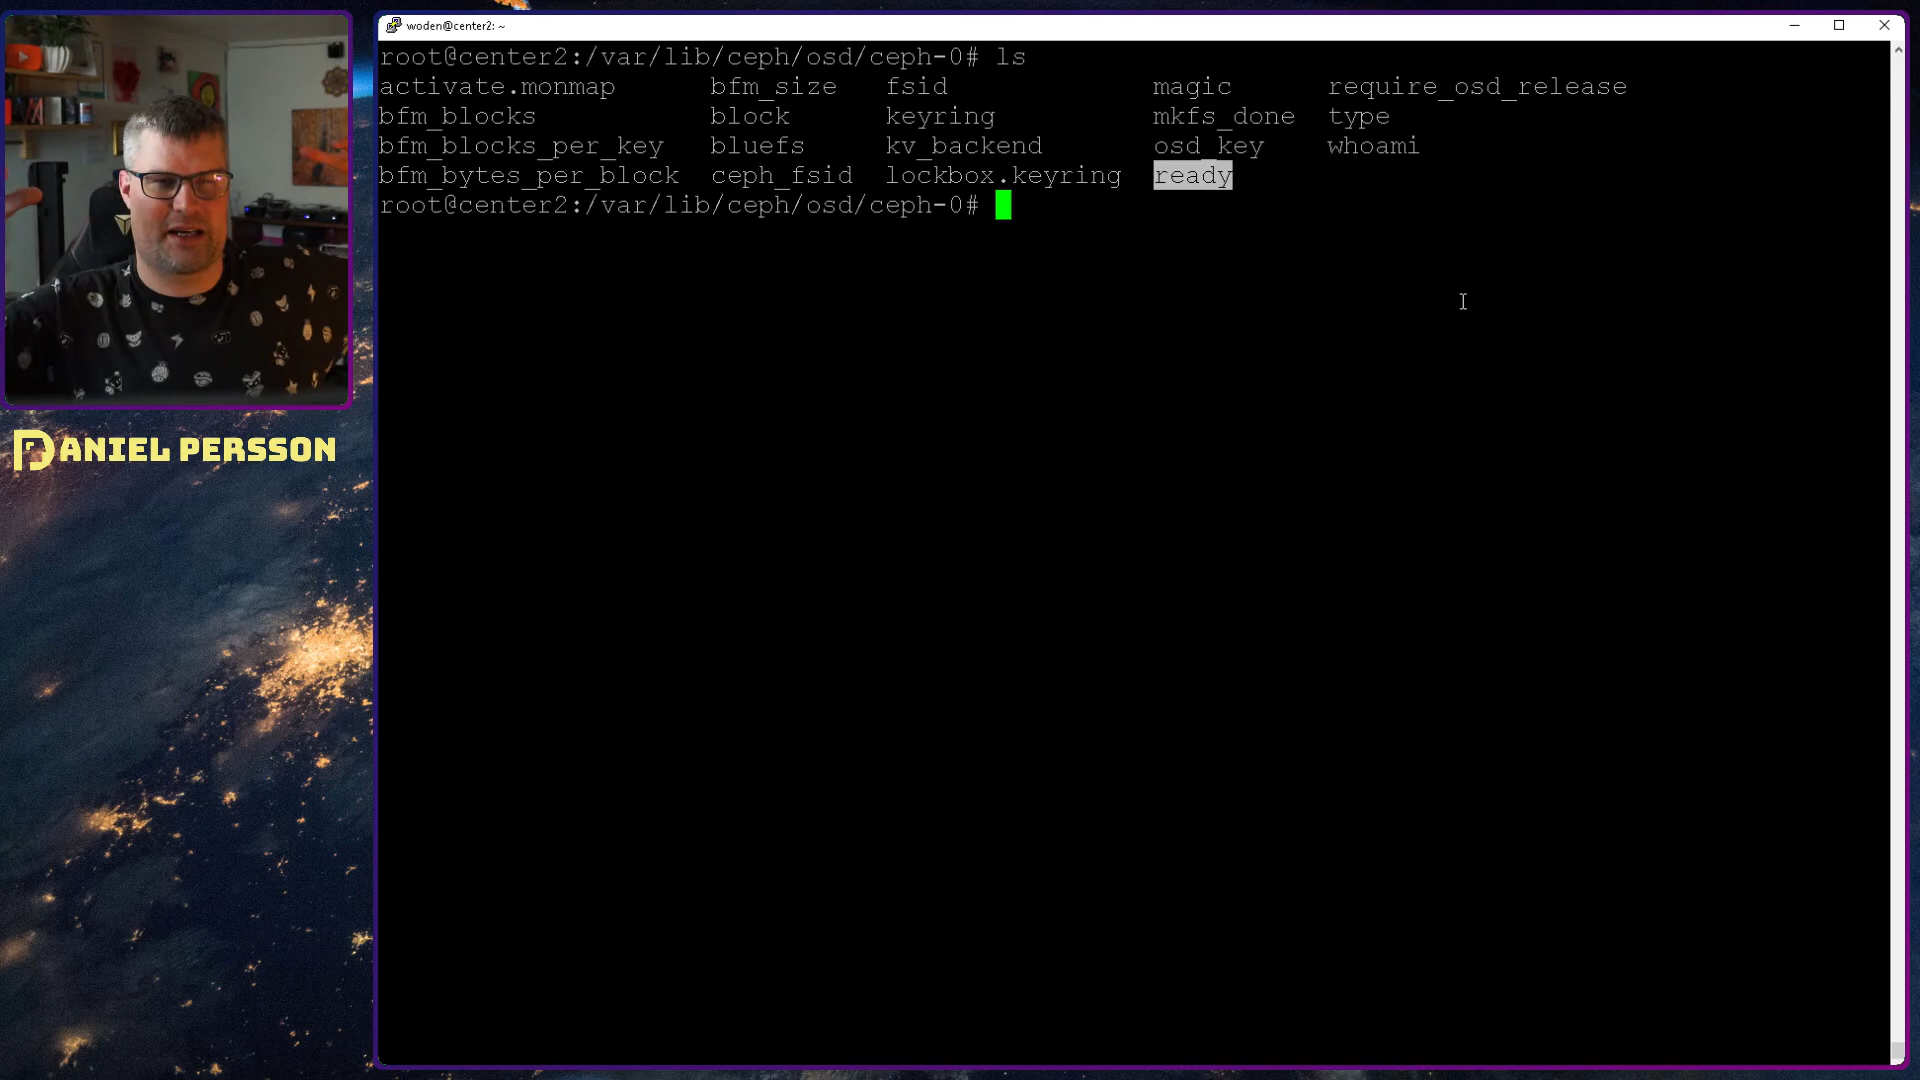 woden@center2: ~
root@center2:/var/lib/ceph/osd/ceph-0# ls
activate.monmap bfm_size fsid magic require_osd_release
bfm_blocks block keyring mkfs_done type
bfm_blocks_per_key bluefs kv_backend osd_key whoami
bfm_bytes_per_block ceph_fsid lockbox.keyring ready
root@center2:/var/lib/ceph/osd/ceph-0#
DANIEL PERSSON